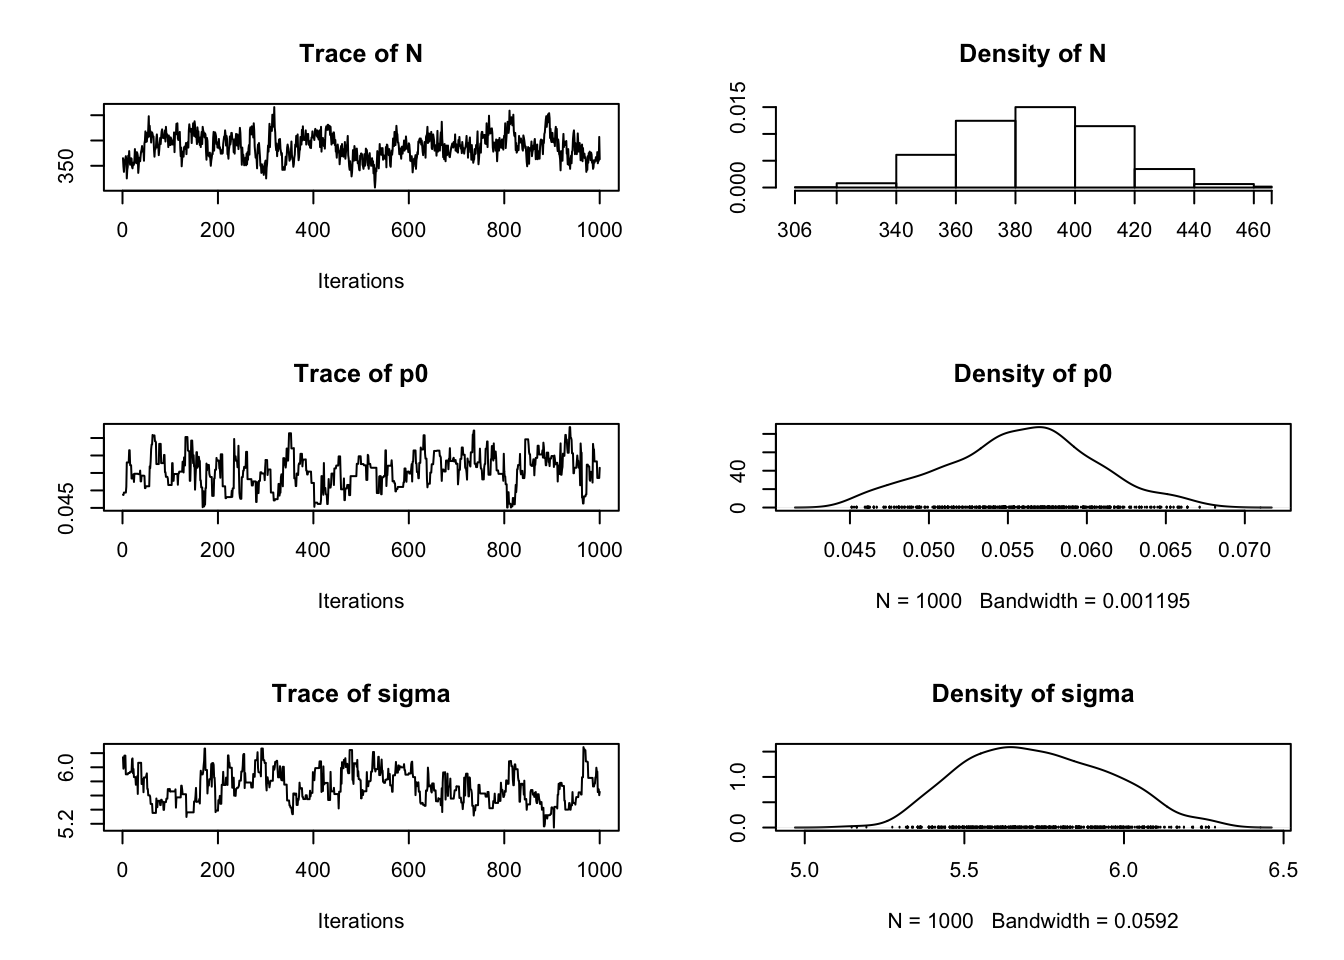 Trace of N
350
0 200 400 600 800 1000
Iterations
Density of N
0.015
0.000
306 340 360 380 400 420 440 460
Trace of p0
0.045
0 200 400 600 800 1000
Iterations
Density of p0
40
0
0.045 0.050 0.055 0.060 0.065 0.070
N = 1000 Bandwidth = 0.001195
Trace of sigma
6.0
5.2
0 200 400 600 800 1000
Iterations
Density of sigma
1.0
0.0
5.0 5.5 6.0 6.5
N = 1000 Bandwidth = 0.0592